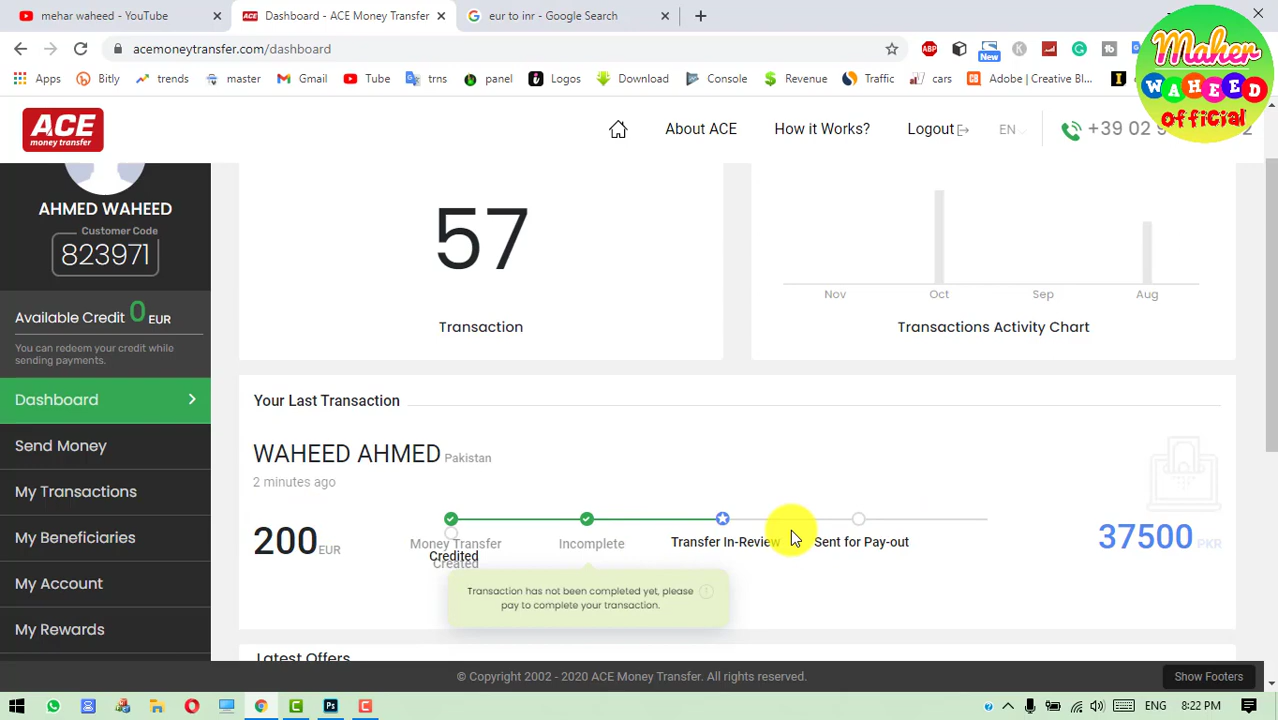 mehar waheed - YouTube
Dashboard - ACE Money Transfer
eur to inr - Google Search
acemoneytransfer.com/dashboard
ABP
New
Apps
Bitly
trends
master
Gmail
Tube
trns
panel
Logos
Download
Console
Revenue
Traffic
cars
Adobe | Creative Bl...
Maher
WAHEED
Official
ACE
money transfer
About ACE
How it Works?
Logout
EN
+39 02 9
2
AHMED WAHEED
Customer Code
823971
Available Credit 0 EUR
You can redeem your credit while
sending payments.
Dashboard
Send Money
My Transactions
My Beneficaries
My Account
My Rewards
57
Transaction
Nov
Oct
Sep
Aug
Transactions Activity Chart
Your Last Transaction
WAHEED AHMED Pakistan
2 minutes ago
200 EUR
Money Transfer
Created
Credited
Incomplete
Transfer In-Review
Sent for Pay-out
37500 PKR
Transaction has not been completed yet, please
pay to complete your transaction.
Latest Offers
© Copyright 2002 - 2020 ACE Money Transfer. All rights reserved.
Show Footers
ENG
8:22 PM